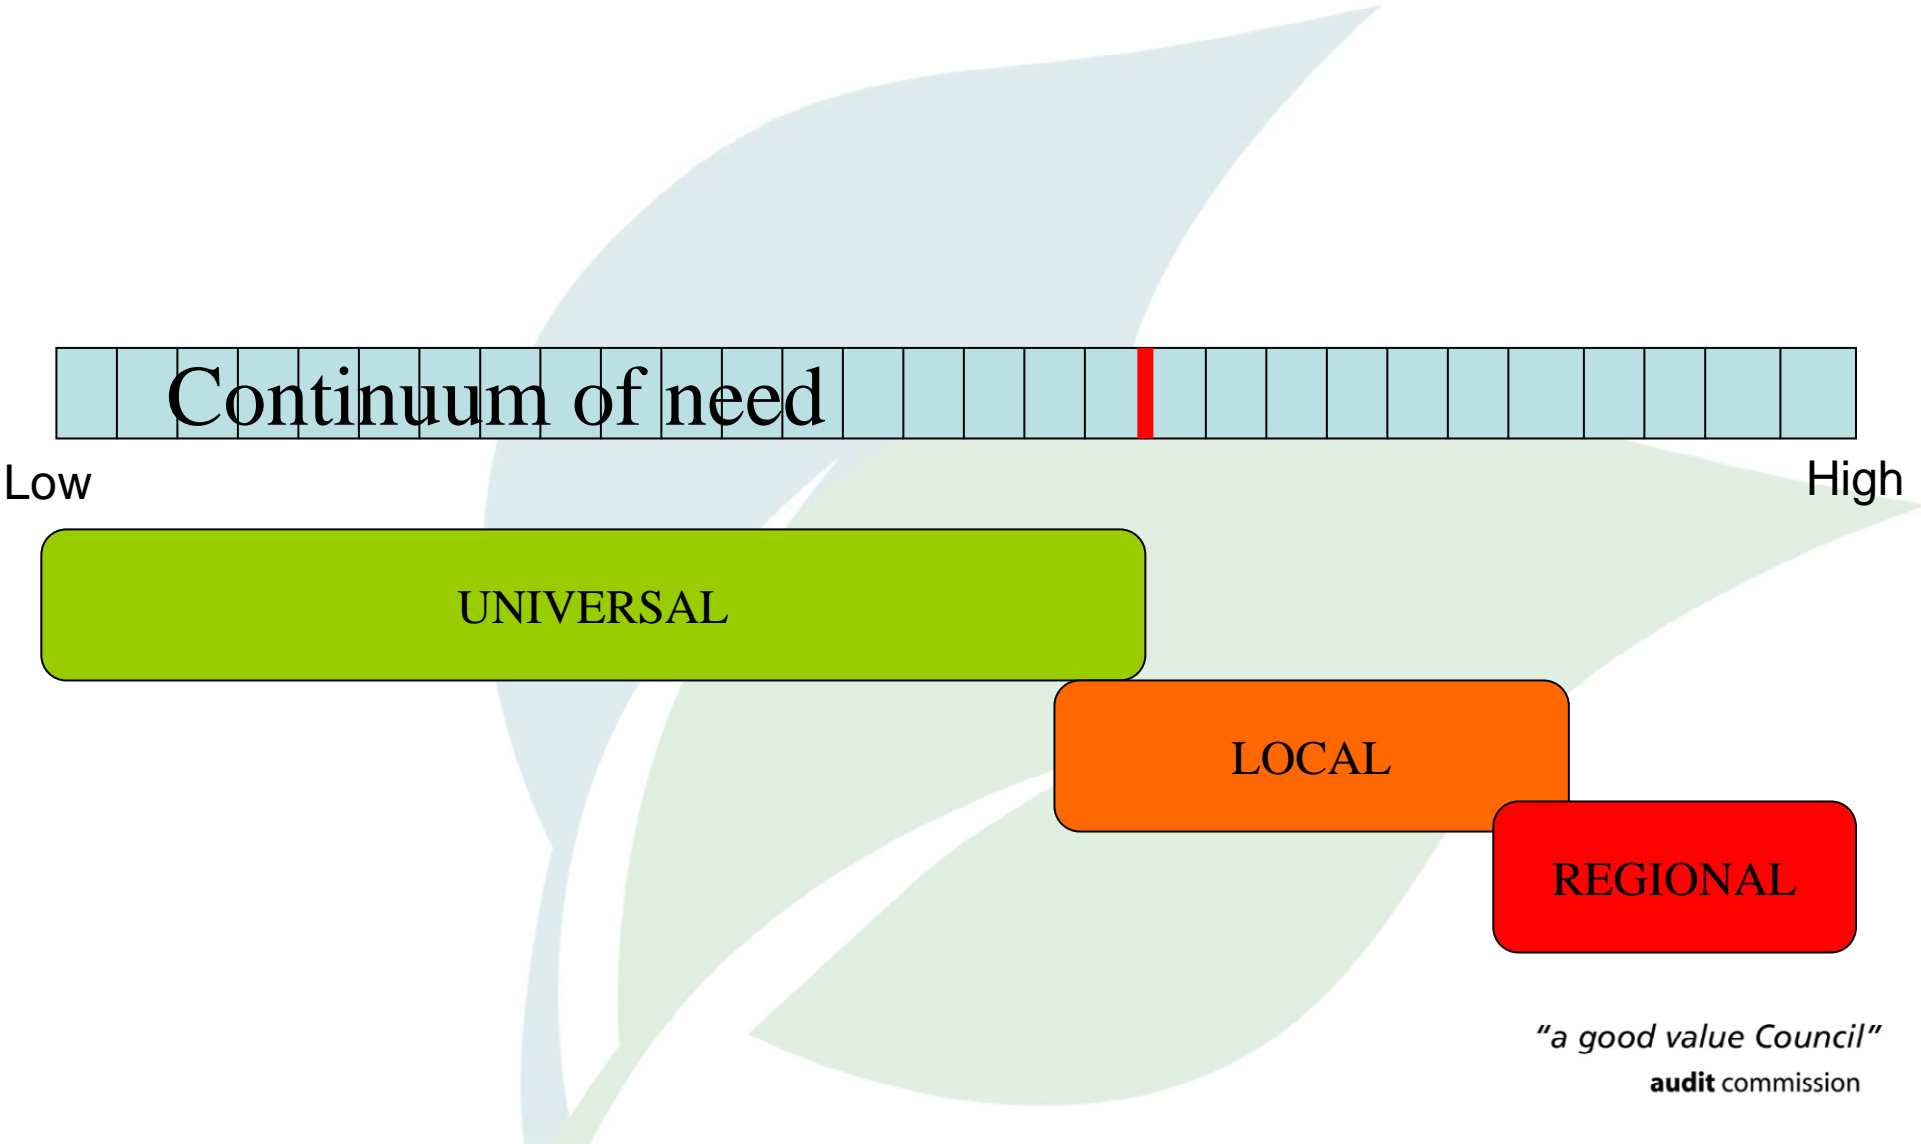 Continuum of need
Low
High
UNIVERSAL
LOCAL
REGIONAL
"a good value Council"
audit commission